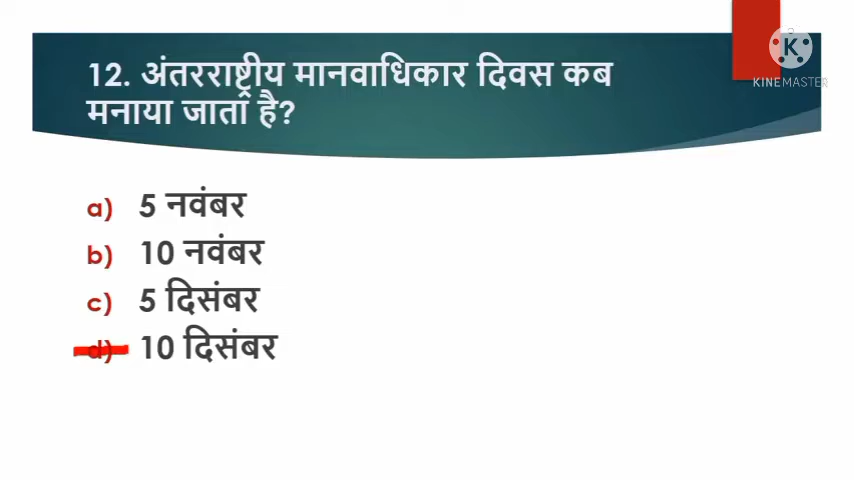 12. अंतरराष्ट्रीय मानवाधिकार दिवस कब
मनाया जाता है?
K
KINEMASTER
a) 5 नवंबर
b) 10 नवंबर
c) 5 दिसंबर
d) 10 दिसंबर